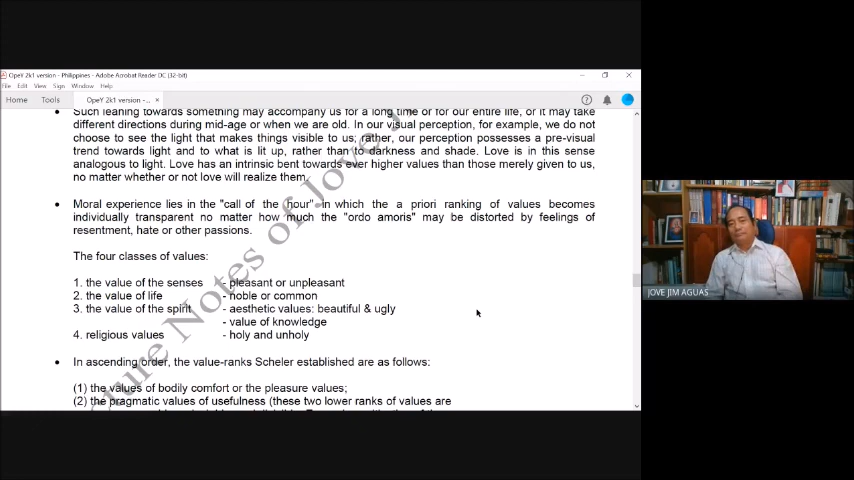 OpeY 2k1 version - Philippines - Adobe Acrobat Reader DC (32-bit)
File Edit View Sign Window Help
Home Tools OpeY 2k1 version -... ×
• Such leaning towards something may accompany us for a long time or for our entire life, or it may take
different directions during mid-age or when we are old. In our visual perception, for example, we do not
choose to see the light that makes things visible to us; rather, our perception possesses a pre-visual
trend towards light and to what is lit up, rather than to darkness and shade. Love is in this sense
analogous to light. Love has an intrinsic bent towards ever higher values than those merely given to us,
no matter whether or not love will realize them.
• Moral experience lies in the "call of the hour" in which the a priori ranking of values becomes
individually transparent no matter how much the "ordo amoris" may be distorted by feelings of
resentment, hate or other passions.
The four classes of values:
1. the value of the senses - pleasant or unpleasant
2. the value of life - noble or common
3. the value of the spirit - aesthetic values: beautiful & ugly
- value of knowledge
4. religious values - holy and unholy
• In ascending order, the value-ranks Scheler established are as follows:
(1) the values of bodily comfort or the pleasure values;
(2) the pragmatic values of usefulness (these two lower ranks of values are
Lecture Notes of Jove J
JOVE JIM AGUAS